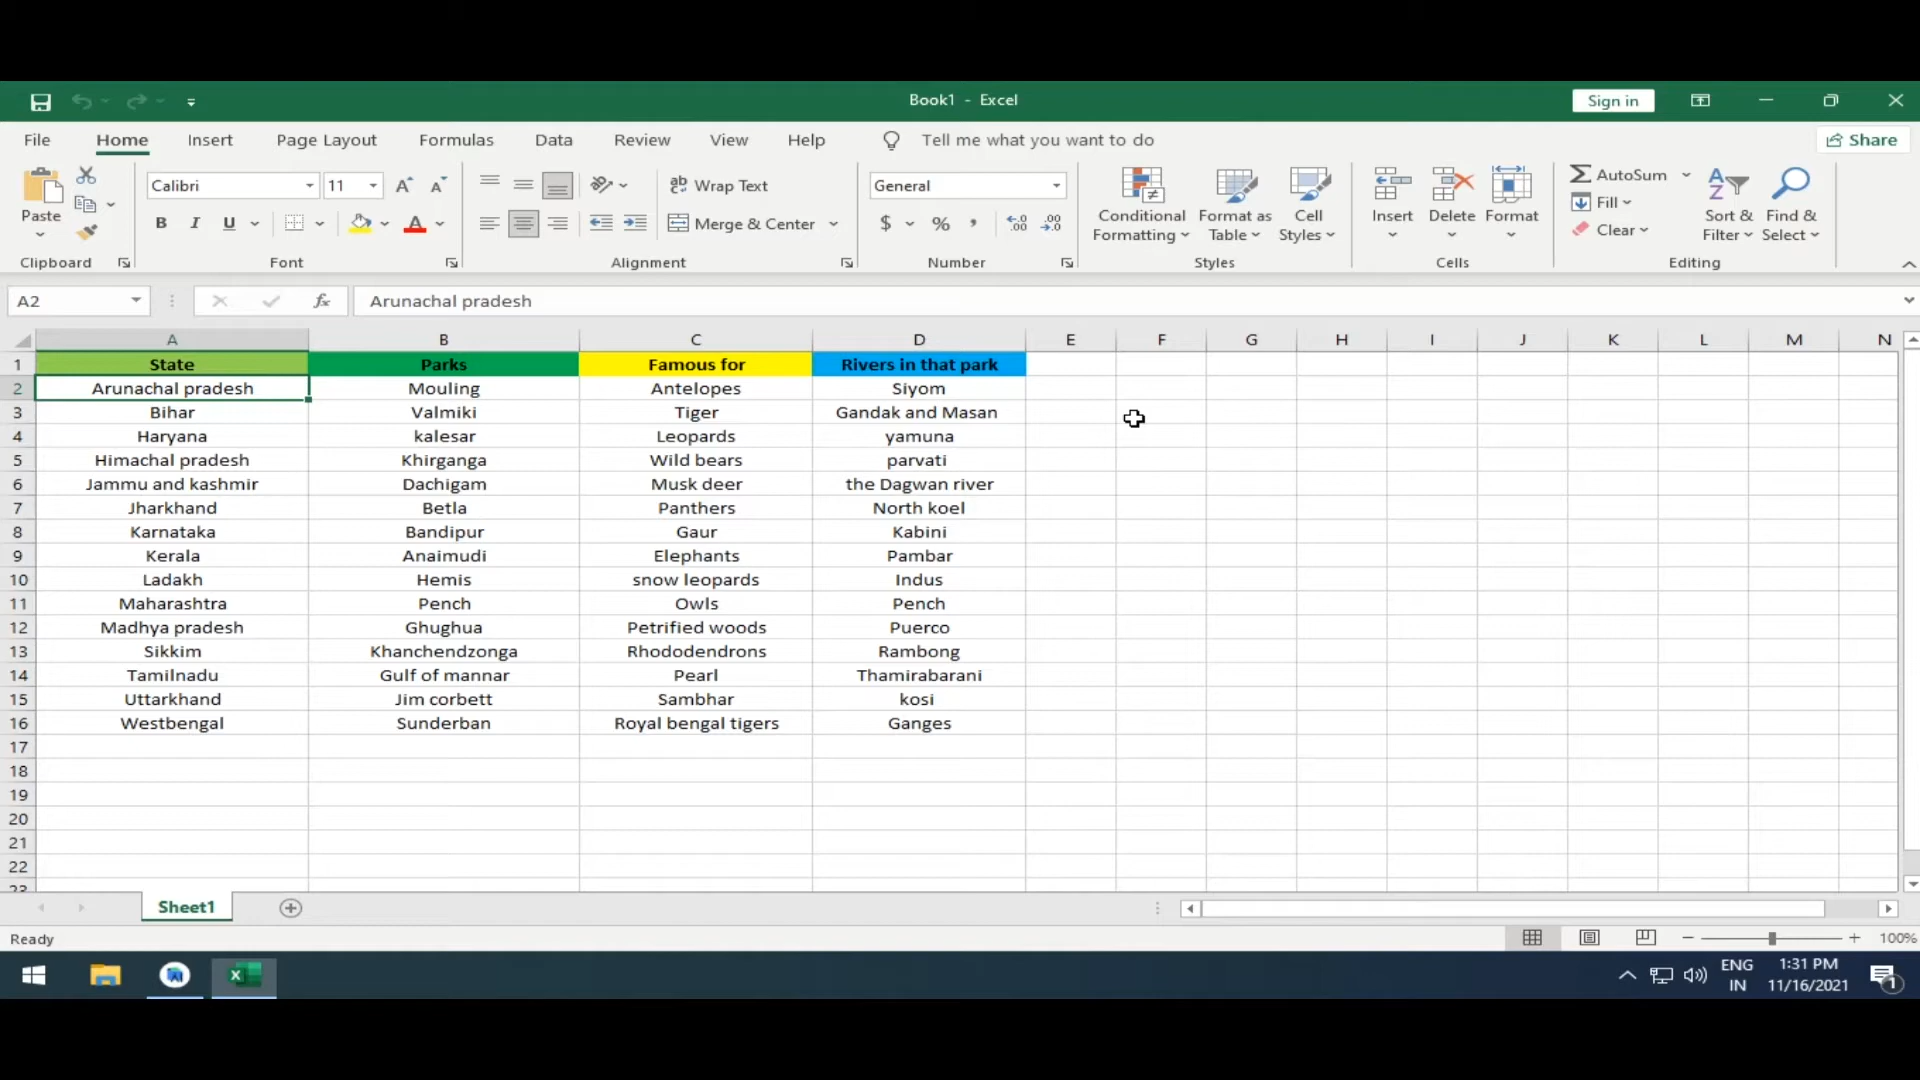 Book1 - Excel
Sign in
File Home Insert Page Layout Formulas Data Review View Help Tell me what you want to do Share
Calibri 11 Wrap Text General AutoSum
Paste Conditional Format as Cell Insert Delete Format Fill Sort & Find &
B I U Merge & Center $ % , Formatting Table Styles Clear Filter Select
Clipboard Font Alignment Number Styles Cells Editing
A2 fx Arunachal pradesh
A B C D E F G H I J K L M N
1 State Parks Famous for Rivers in that park
2 Arunachal pradesh Mouling Antelopes Siyom
3 Bihar Valmiki Tiger Gandak and Masan
4 Haryana kalesar Leopards yamuna
5 Himachal pradesh Khirganga Wild bears parvati
6 Jammu and kashmir Dachigam Musk deer the Dagwan river
7 Jharkhand Betla Panthers North koel
8 Karnataka Bandipur Gaur Kabini
9 Kerala Anaimudi Elephants Pambar
10 Ladakh Hemis snow leopards Indus
11 Maharashtra Pench Owls Pench
12 Madhya pradesh Ghughua Petrified woods Puerco
13 Sikkim Khanchendzonga Rhododendrons Rambong
14 Tamilnadu Gulf of mannar Pearl Thamirabarani
15 Uttarkhand Jim corbett Sambhar kosi
16 Westbengal Sunderban Royal bengal tigers Ganges
17
18
19
20
21
22
23
Sheet1
Ready 100%
ENG 1:31 PM
IN 11/16/2021 1